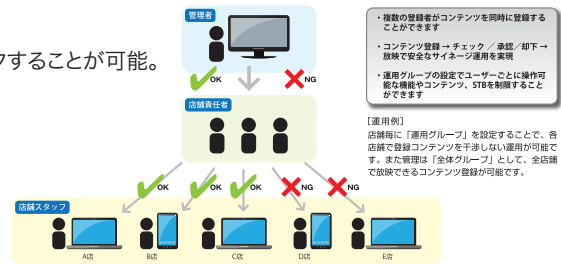 管理者
クすることが可能。
OK
NG
店舗責任者
OK
OK
OK
NG
NG
店舗スタッフ
A店
B店
C店
D店
E店
・複数の登録者がコンテンツを同時に登録する
ことができます
・コンテンツ登録 → チェック ／ 承認／却下 →
放映で安全なサイネージ運用を実現
・運用グループの設定でユーザーごとに操作可
能な機能やコンテンツ、STBを制限すること
ができます
［運用例］
店舗毎に「運用グループ」を設定することで、各
店舗で登録コンテンツを干渉しない運用が可能で
す。また管理は「全体グループ」として、全店舗
で放映できるコンテンツ登録が可能です。